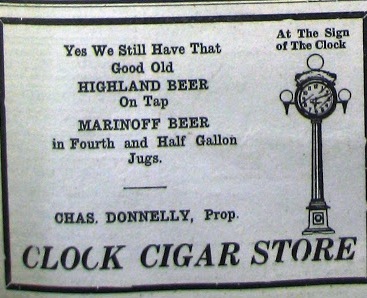 Yes We Still Have That
Good Old
HIGHLAND BEER
On Tap
MARINOFF BEER
in Fourth and Half Gallon
Jugs.
CHAS. DONNELLY, Prop.
At The Sign
of The Clock
CLOCK CIGAR STORE